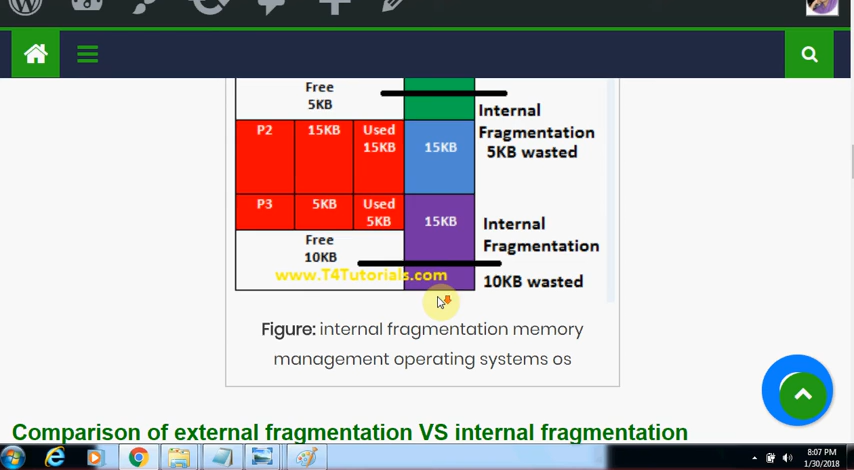 Free
5KB
Internal
Fragmentation
5KB wasted
P2 15KB Used 15KB 15KB
P3 5KB Used 5KB 15KB
Internal
Fragmentation
Free
10KB
www.T4Tutorials.com
10KB wasted
Figure: internal fragmentation memory
management operating systems os
Comparison of external fragmentation VS internal fragmentation
8:07 PM
1/30/2018